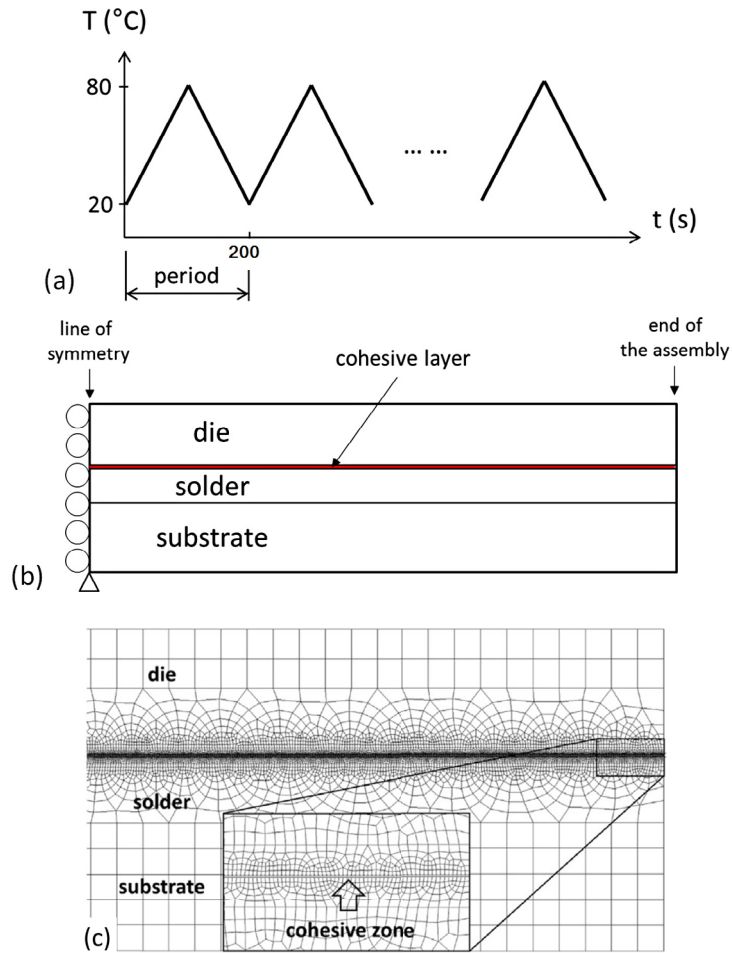 T (°C)
80
20
... ...
t (s)
200
period
(a)
line of
symmetry
end of
the assembly
cohesive layer
die
solder
substrate
(b)
die
solder
substrate
cohesive zone
(c)